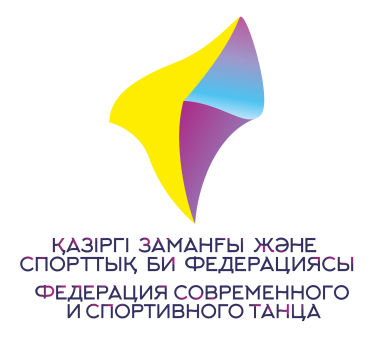 ҚАЗІРГІ ЗАМАНҒЫ ЖӘНЕ
СПОРТТЫҚ БИ ФЕДЕРАЦИЯСЫ
ФЕДЕРАЦИЯ СОВРЕМЕННОГО
И СПОРТИВНОГО ТАНЦА